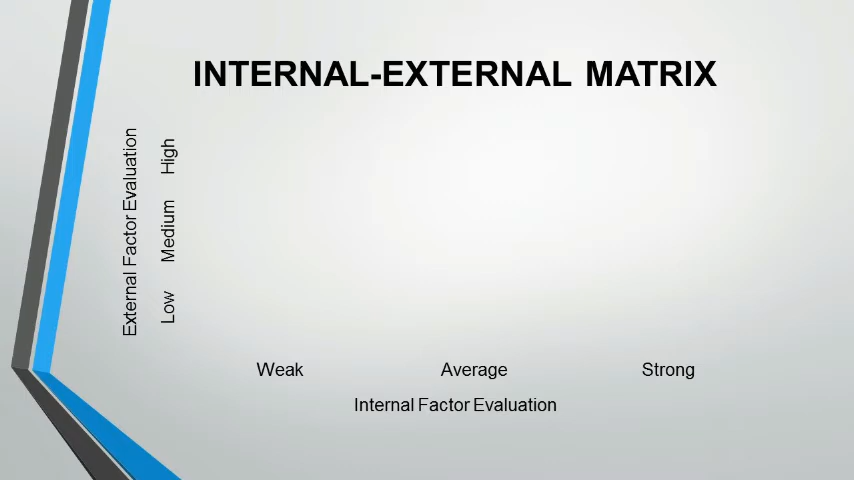 INTERNAL-EXTERNAL MATRIX
External Factor Evaluation
Low Medium High
Weak Average Strong
Internal Factor Evaluation